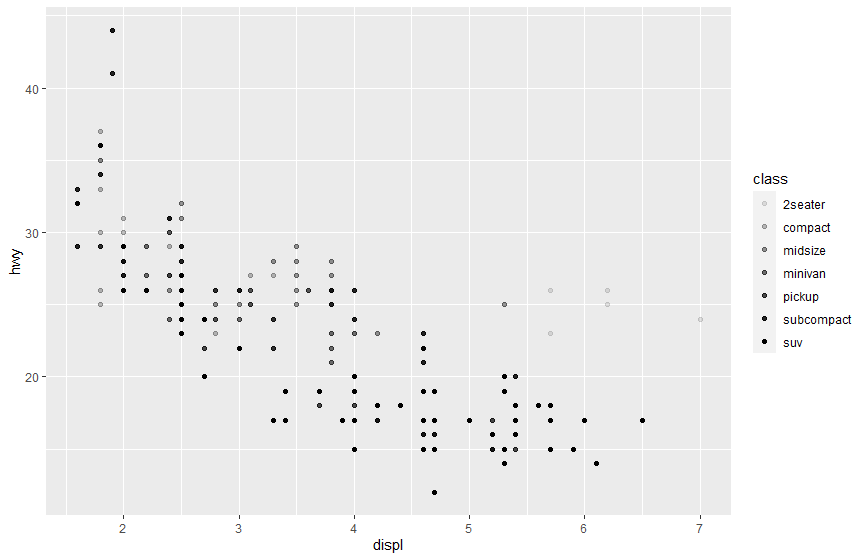 40
30
20
hwy
2 3 4 5 6 7
displ
class
2seater
compact
midsize
minivan
pickup
subcompact
suv